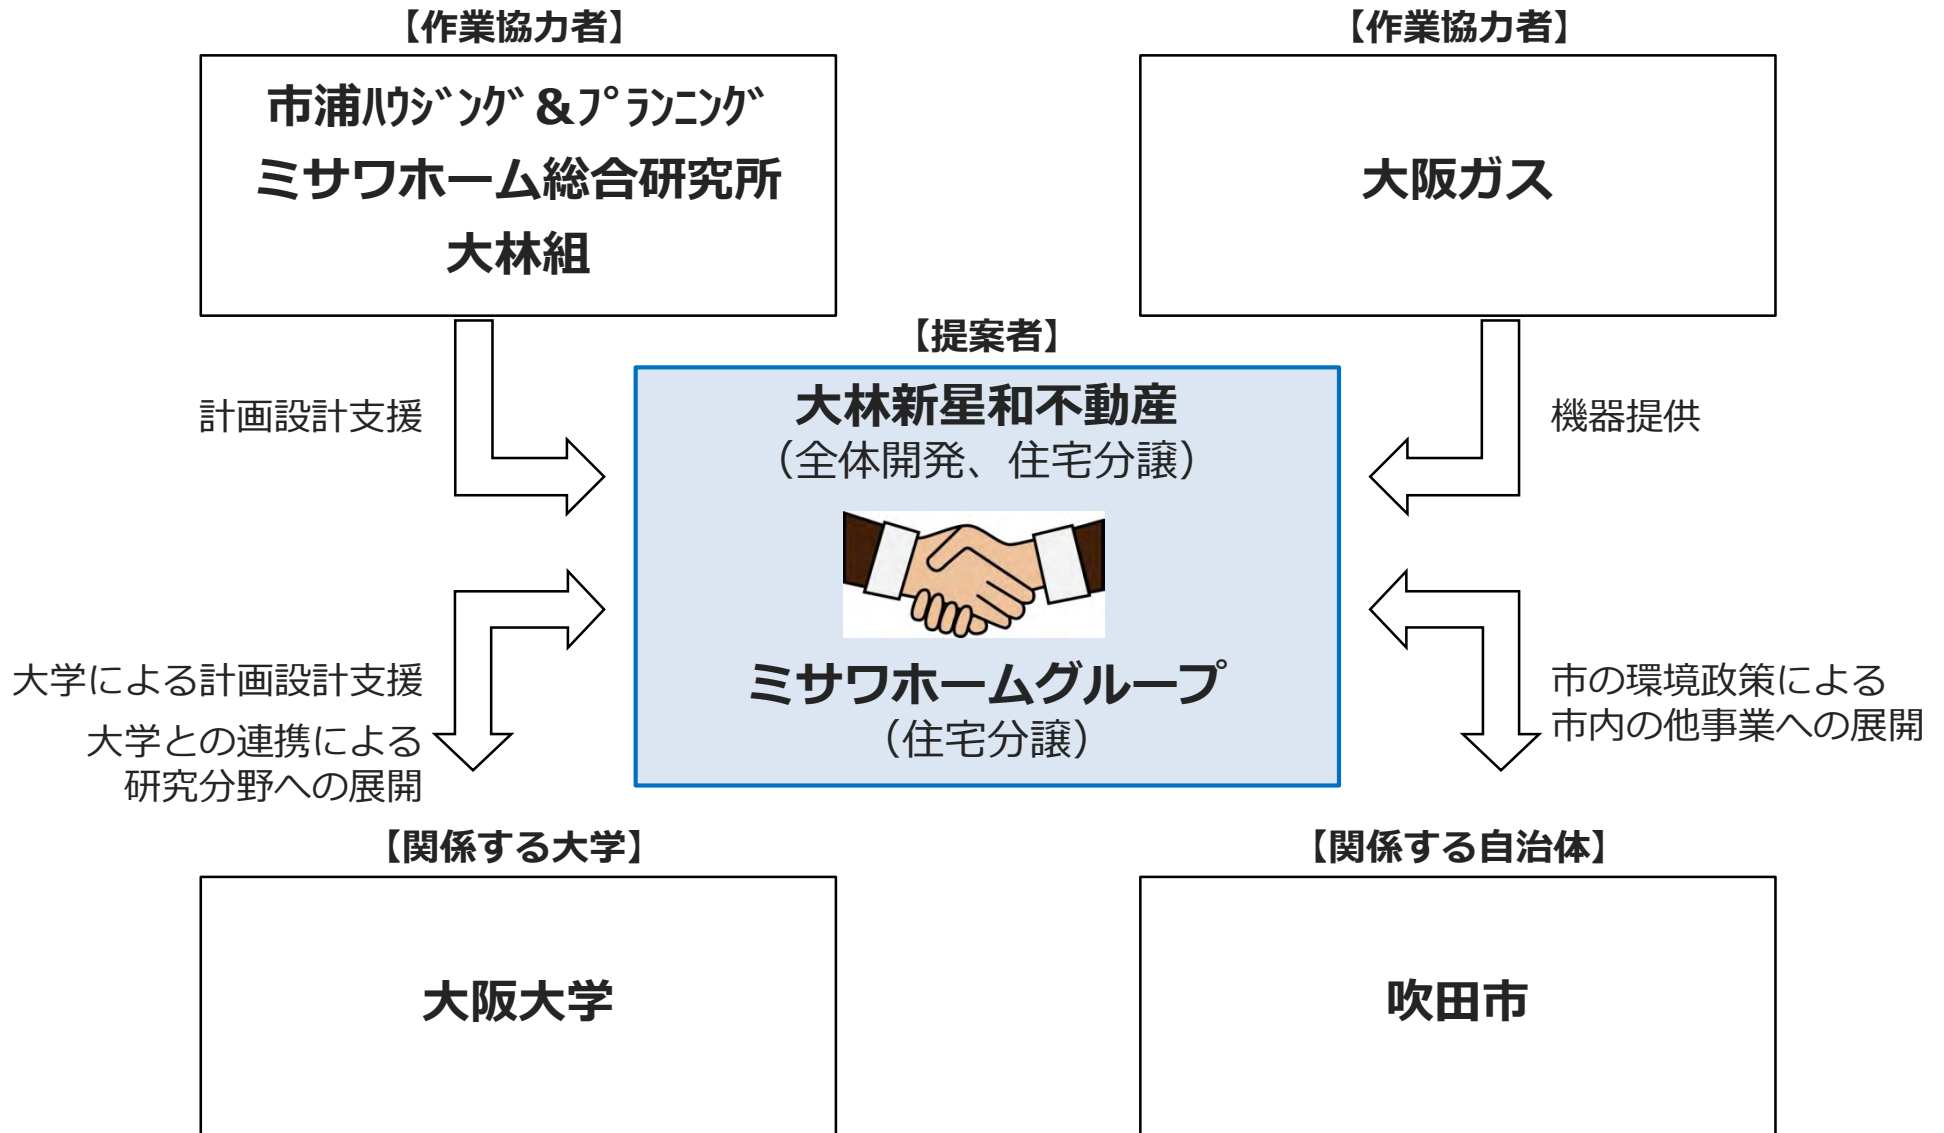 【作業協力者】
市浦ﾊｳｼﾞﾝｸﾞ&ﾌﾟﾗﾝﾆﾝｸﾞ
ミサワホーム総合研究所
大林組
【作業協力者】
大阪ガス
計画設計支援
【提案者】
大林新星和不動産
（全体開発、住宅分譲）
ミサワホームグループ
（住宅分譲）
機器提供
大学による計画設計支援
大学との連携による
研究分野への展開
市の環境政策による
市内の他事業への展開
【関係する大学】
大阪大学
【関係する自治体】
吹田市